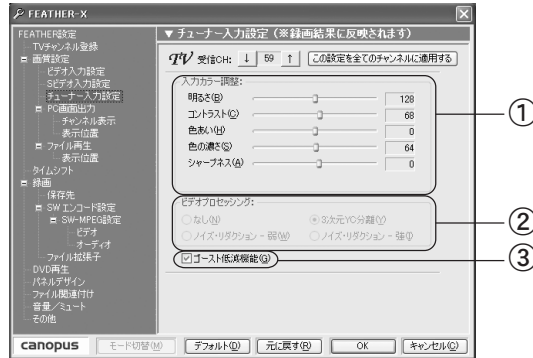 FEATHER-X
FEATHER設定
TVチャンネル登録
画質設定
ビデオ入力設定
Sビデオ入力設定
チューナー入力設定
PC画面出力
チャンネル表示
表示位置
ファイル再生
表示位置
タイムシフト
録画
保存先
SWエンコード設定
SW-MPEG設定
ビデオ
オーディオ
ファイル拡張子
DVD再生
パネルデザイン
ファイル関連付け
音量／ミュート
その他
▼ チューナー入力設定（※録画結果に反映されます）
TV 受信CH: ↓ 59 ↑ この設定を全てのチャンネルに適用する
入力カラー調整:
明るさ(B) 128
コントラスト(C) 68
色あい(H) 0
色の濃さ(S) 64
シャープネス(A) 0
①
ビデオプロセッシング:
なし(N) 3次元YC分離(Y)
ノイズ・リダクション - 弱(W) ノイズ・リダクション - 強(I)
②
ゴースト低減機能(G)
③
canopus モード切替(M) デフォルト(D) 元に戻す(R) OK キャンセル(C)